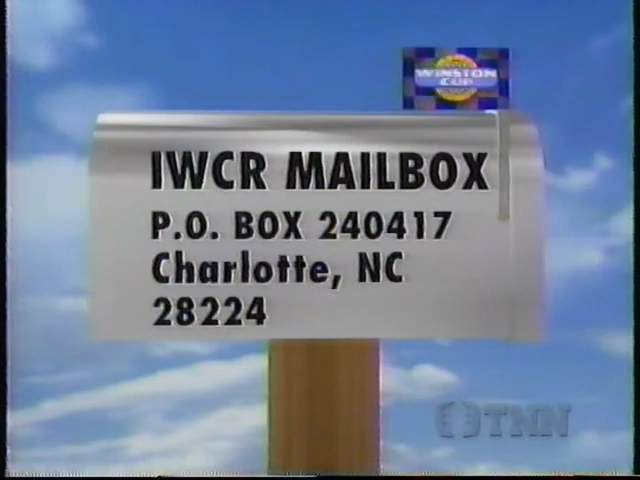 WINSTON
CUP
IWCR MAILBOX
P.O. BOX 240417
Charlotte, NC
28224
TNN